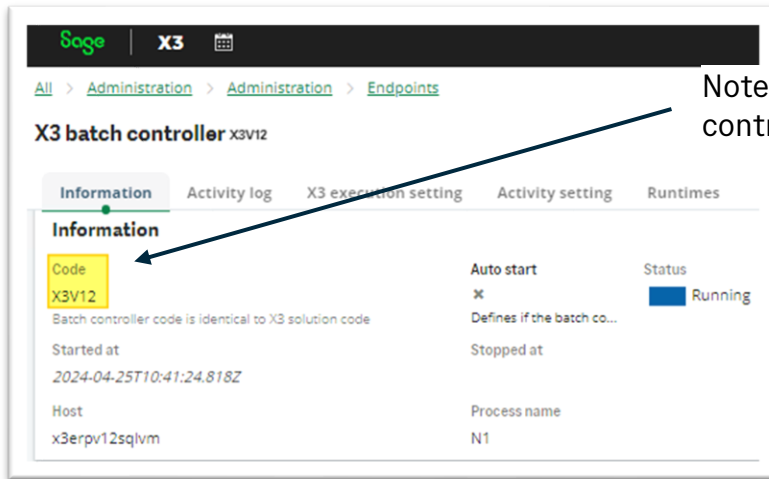 Sage X3
All > Administration > Administration > Endpoints
Note
X3 batch controller X3V12
Information Activity log X3 execution setting Activity setting Runtimes
Information
Code Auto start Status
X3V12 Running
Batch controller code is identical to X3 solution code Defines if the batch co...
Started at Stopped at
2024-04-25T10:41:24.818Z
Host Process name
x3erpv12sqlvm N1